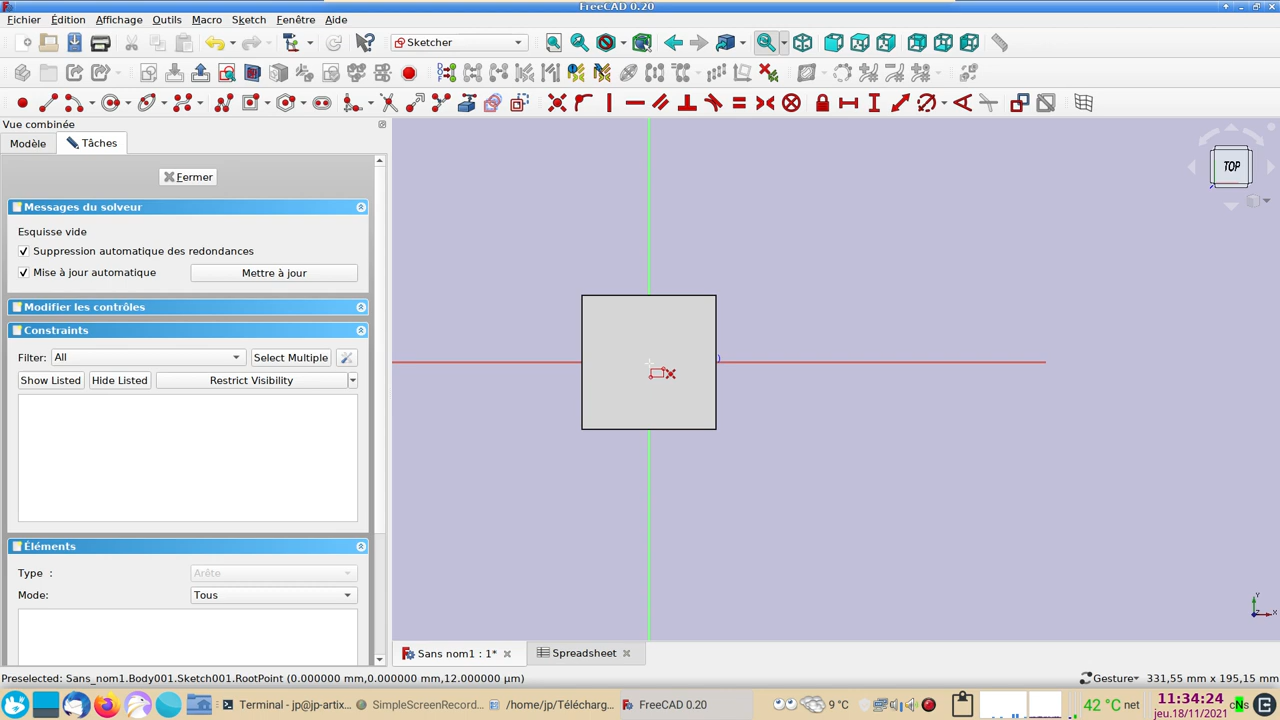 FreeCAD 0.20
Fichier Édition Affichage Outils Macro Sketch Fenêtre Aide
Sketcher
Vue combinée
Modèle Tâches
Fermer
Messages du solveur
Esquisse vide
Suppression automatique des redondances
Mise à jour automatique Mettre à jour
Modifier les contrôles
Constraints
Filter: All Select Multiple
Show Listed Hide Listed Restrict Visibility
Éléments
Type : Arête
Mode: Tous
TOP
Y
X
Sans nom1 : 1* Spreadsheet
Preselected: Sans_nom1.Body001.Sketch001.RootPoint (0.000000 mm,0.00000 mm,12.000000 µm) Gesture 331,55 mm x 195,15 mm
Terminal - jp@jp-artix... SimpleScreenRecord... /home/jp/Télécharg... FreeCAD 0.20 9 °C 42 °C net 11:34:24 cNs
jeu.18/11/2021